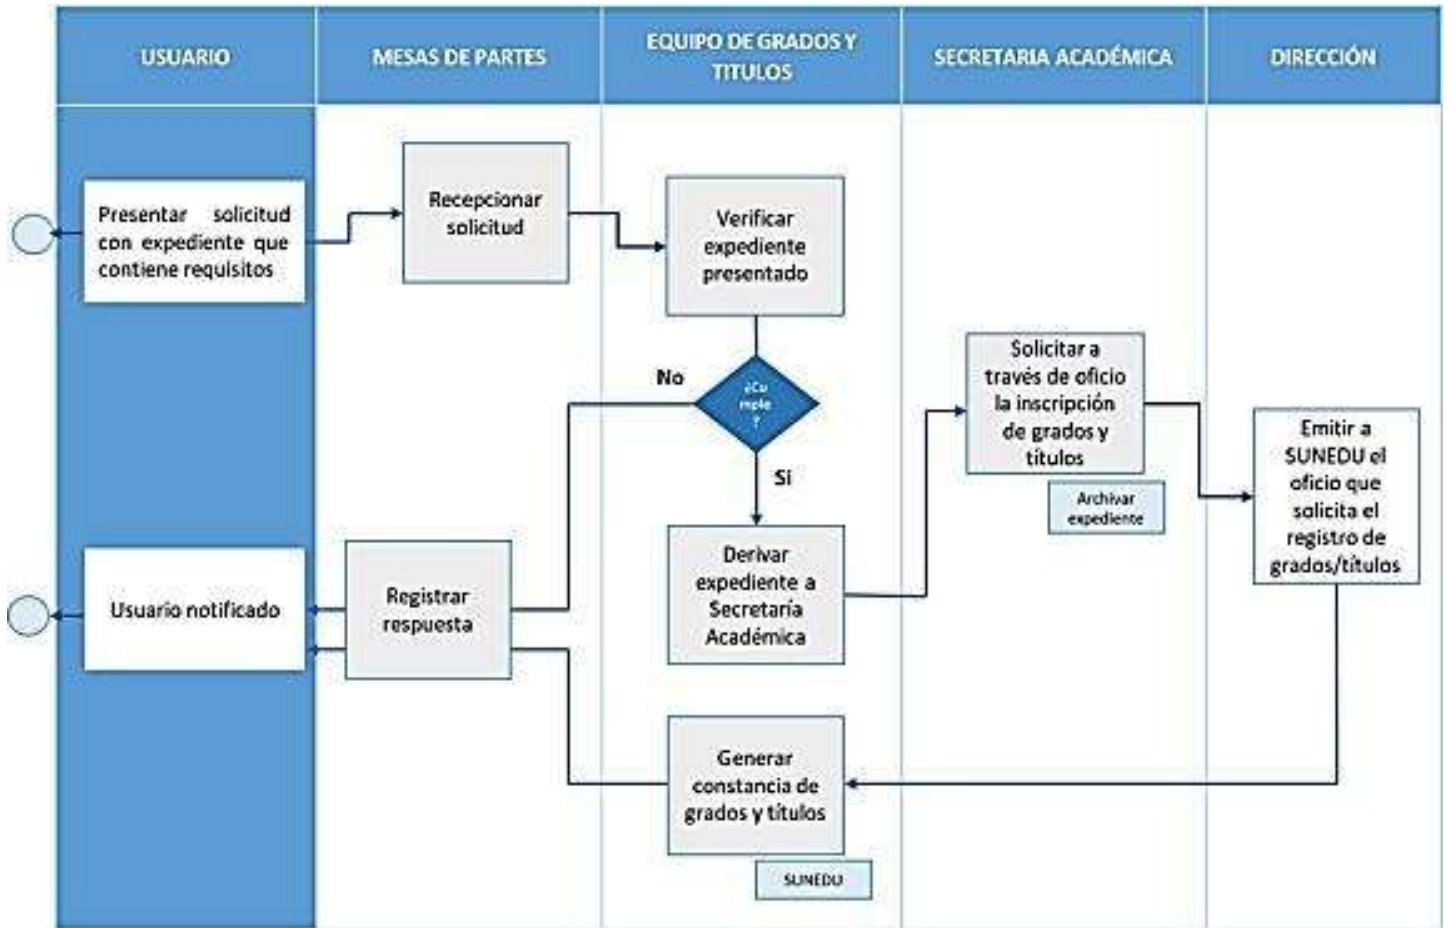 USUARIO
MESAS DE PARTES
EQUIPO DE GRADOS Y
TITULOS
SECRETARIA ACADÉMICA
DIRECCIÓN
Presentar solicitud
con expediente que
contiene requisitos
Recepcionar
solicitud
Verificar
expediente
presentado
No
¿Cu
mple
?
Si
Solicitar a
través de oficio
la inscripción
de grados y
títulos
Archivar
expediente
Emitir a
SUNEDU el
oficio que
solicita el
registro de
grados/títulos
Derivar
expediente a
Secretaría
Académica
Registrar
respuesta
Usuario notificado
Generar
constancia de
grados y títulos
SUNEDU